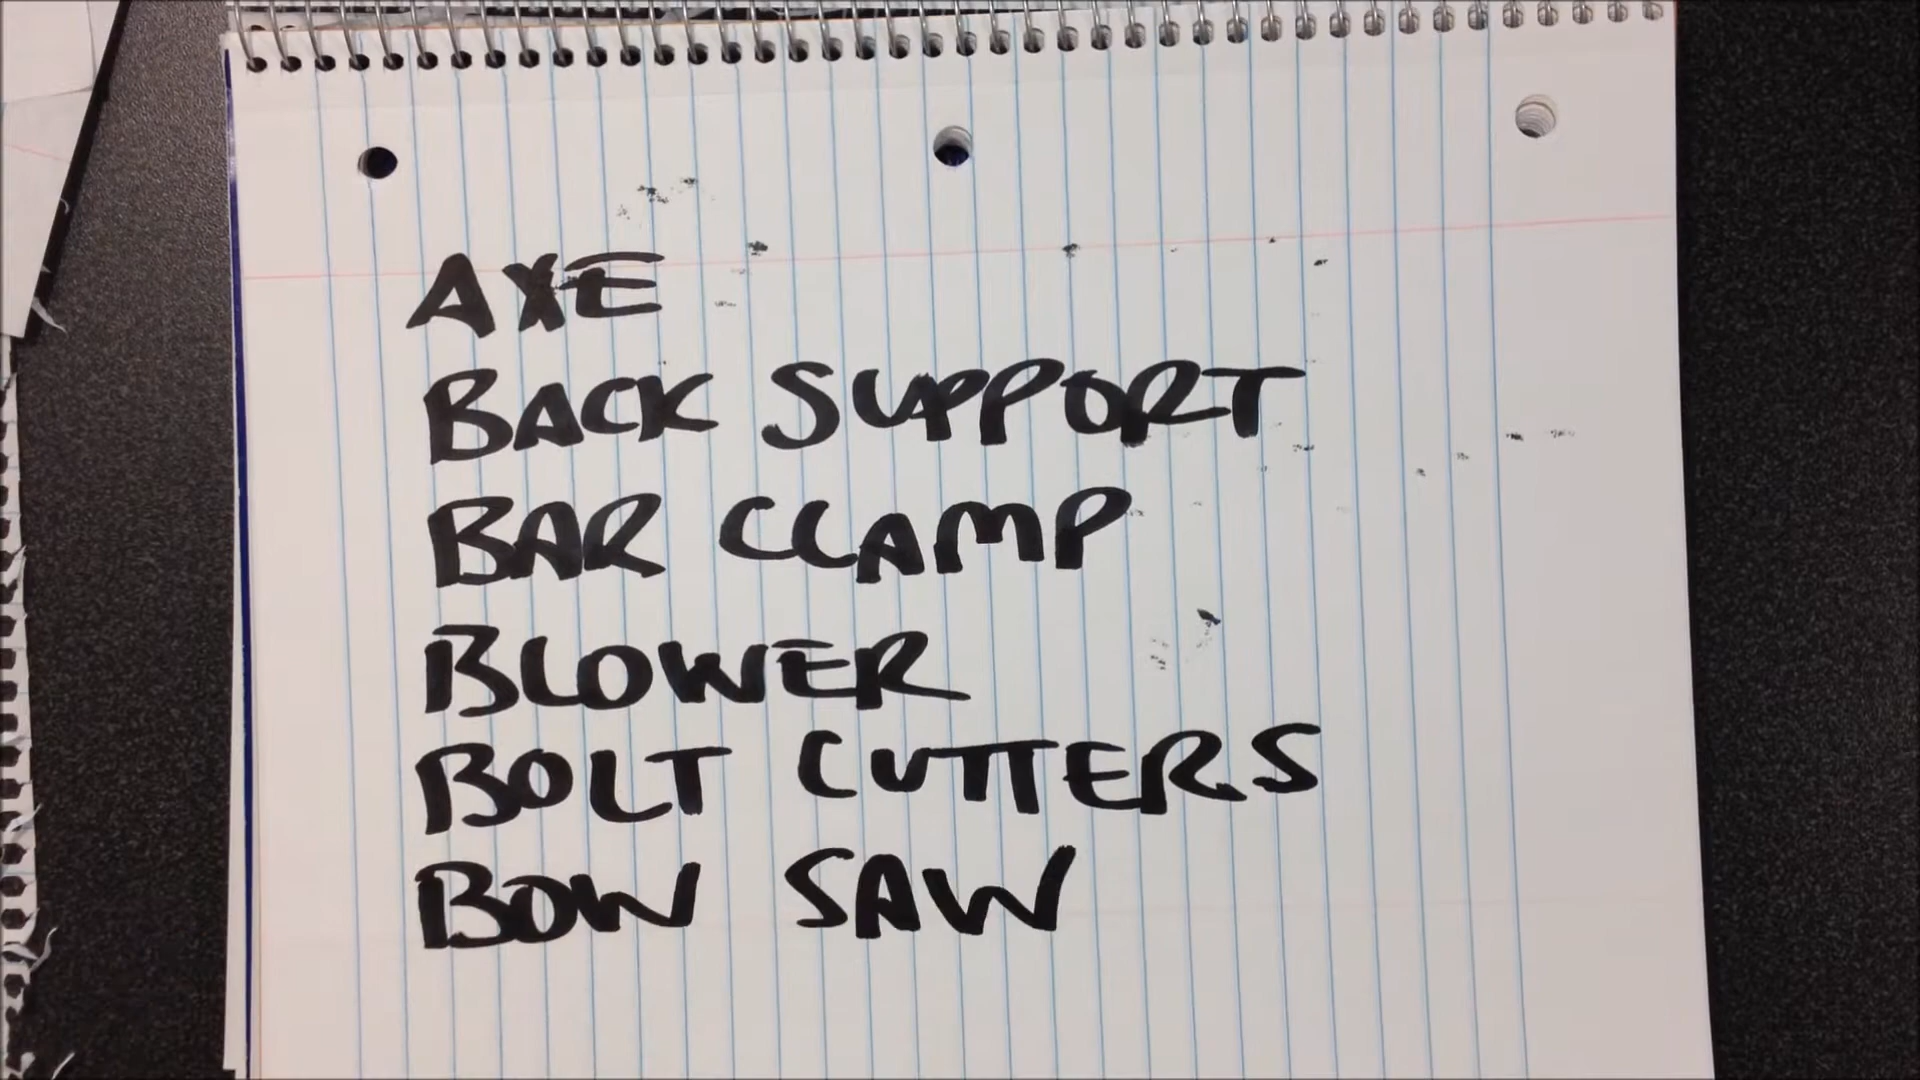 AXE
BACK SUPPORT
BAR CLAMP
BLOWER
BOLT CUTTERS
BOW SAW